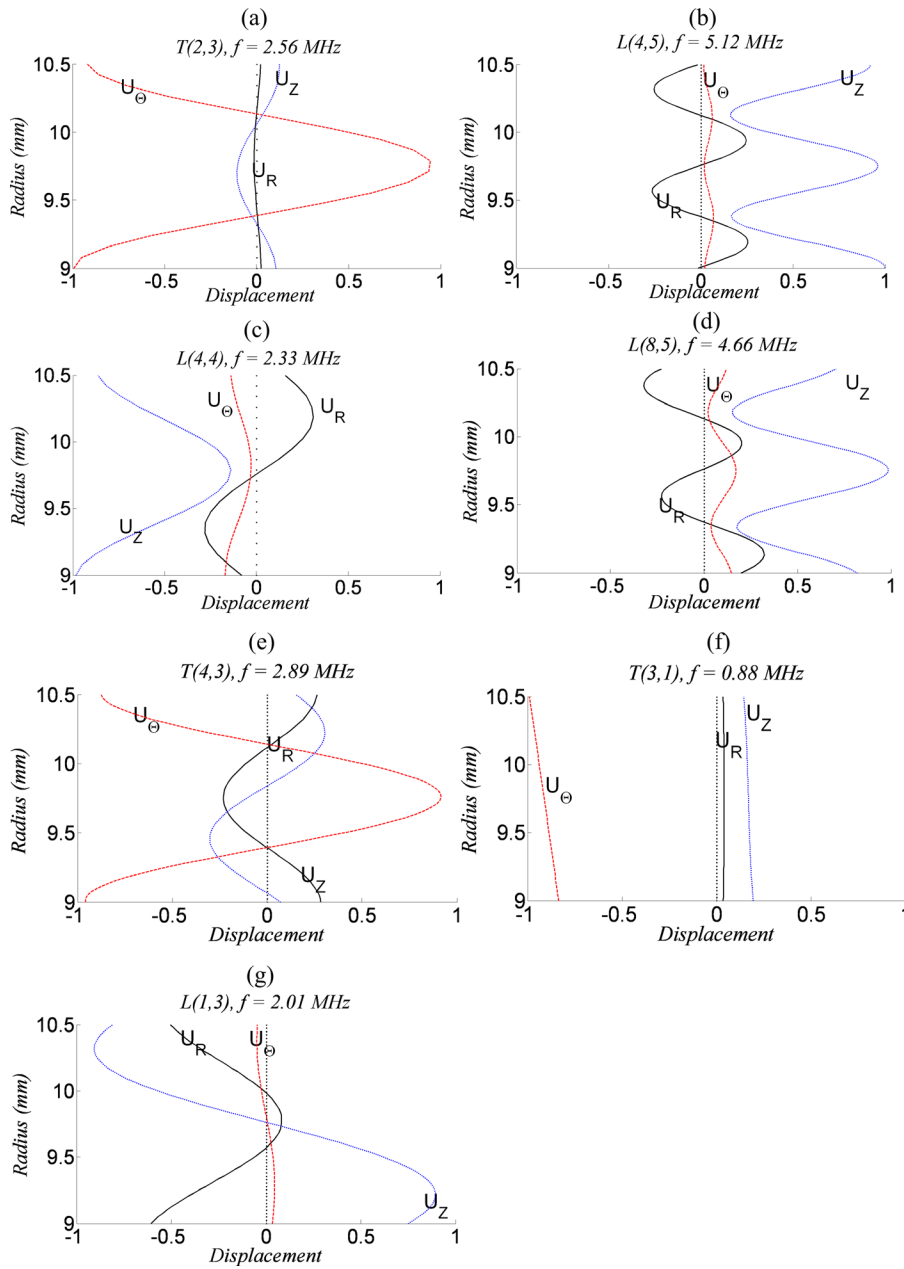 (a)
T(2,3), f = 2.56 MHz
10.5
10
9.5
9
Radius (mm)
U_Θ
U_Z
U_R
-1 -0.5 0 0.5 1
Displacement
(b)
L(4,5), f = 5.12 MHz
10.5
10
9.5
9
Radius (mm)
U_Θ
U_Z
U_R
-1 -0.5 0 0.5 1
Displacement
(c)
L(4,4), f = 2.33 MHz
10.5
10
9.5
9
Radius (mm)
U_Θ
U_R
U_Z
-1 -0.5 0 0.5 1
Displacement
(d)
L(8,5), f = 4.66 MHz
10.5
10
9.5
9
Radius (mm)
U_Θ
U_Z
U_R
-1 -0.5 0 0.5 1
Displacement
(e)
T(4,3), f = 2.89 MHz
10.5
10
9.5
9
Radius (mm)
U_Θ
U_R
U_Z
-1 -0.5 0 0.5 1
Displacement
(f)
T(3,1), f = 0.88 MHz
10.5
10
9.5
9
Radius (mm)
U_Z
U_R
U_Θ
-1 -0.5 0 0.5 1
Displacement
(g)
L(1,3), f = 2.01 MHz
10.5
10
9.5
9
Radius (mm)
U_R
U_Θ
U_Z
-1 -0.5 0 0.5 1
Displacement